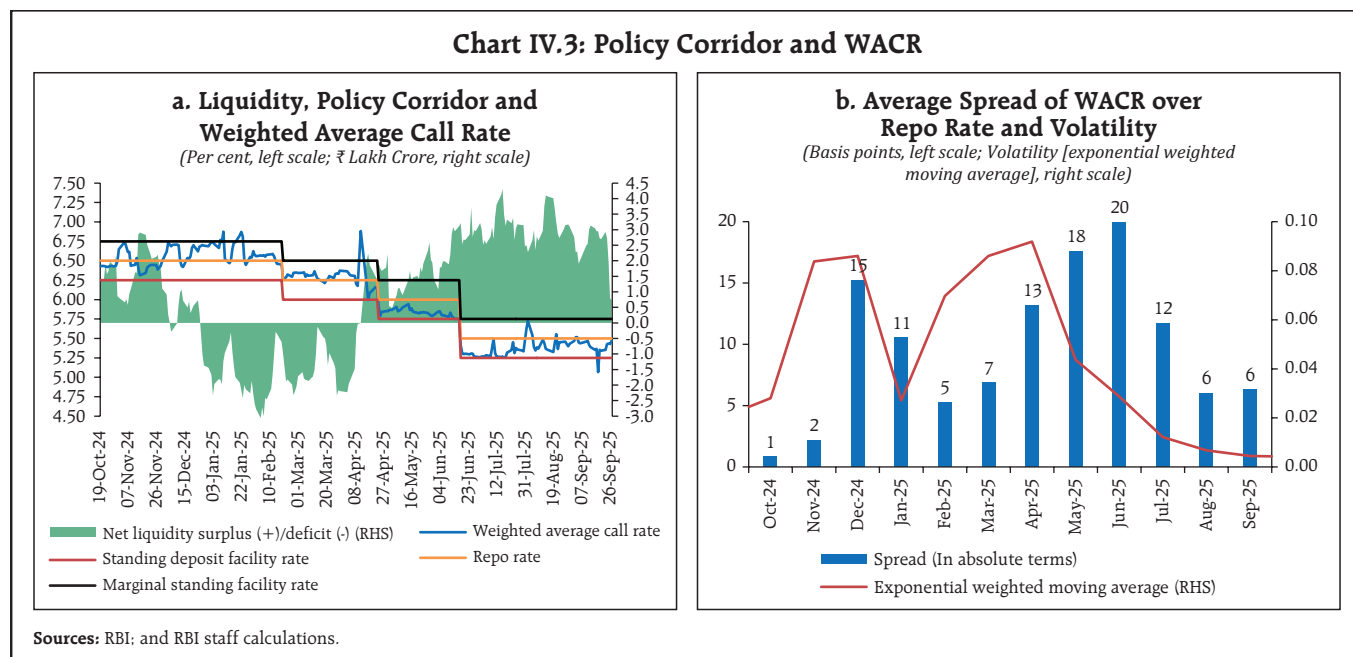 Chart IV.3: Policy Corridor and WACR
a. Liquidity, Policy Corridor and
Weighted Average Call Rate
(Per cent, left scale; ₹ Lakh Crore, right scale)
7.50
7.25
7.00
6.75
6.50
6.25
6.00
5.75
5.50
5.25
5.00
4.75
4.50
4.5
4.0
3.5
3.0
2.5
2.0
1.5
1.0
0.5
0.0
-0.5
-1.0
-1.5
-2.0
-2.5
-3.0
19-Oct-24
07-Nov-24
26-Nov-24
15-Dec-24
03-Jan-25
22-Jan-25
10-Feb-25
01-Mar-25
20-Mar-25
08-Apr-25
27-Apr-25
16-May-25
04-Jun-25
23-Jun-25
12-Jul-25
31-Jul-25
19-Aug-25
07-Sep-25
26-Sep-25
Net liquidity surplus (+)/deficit (-) (RHS)
Weighted average call rate
Standing deposit facility rate
Repo rate
Marginal standing facility rate
b. Average Spread of WACR over
Repo Rate and Volatility
(Basis points, left scale; Volatility [exponential weighted
moving average], right scale)
20
15
10
5
0
0.10
0.08
0.06
0.04
0.02
0.00
1
2
15
11
5
7
13
18
20
12
6
6
Oct-24
Nov-24
Dec-24
Jan-25
Feb-25
Mar-25
Apr-25
May-25
Jun-25
Jul-25
Aug-25
Sep-25
Spread (In absolute terms)
Exponential weighted moving average (RHS)
Sources: RBI; and RBI staff calculations.